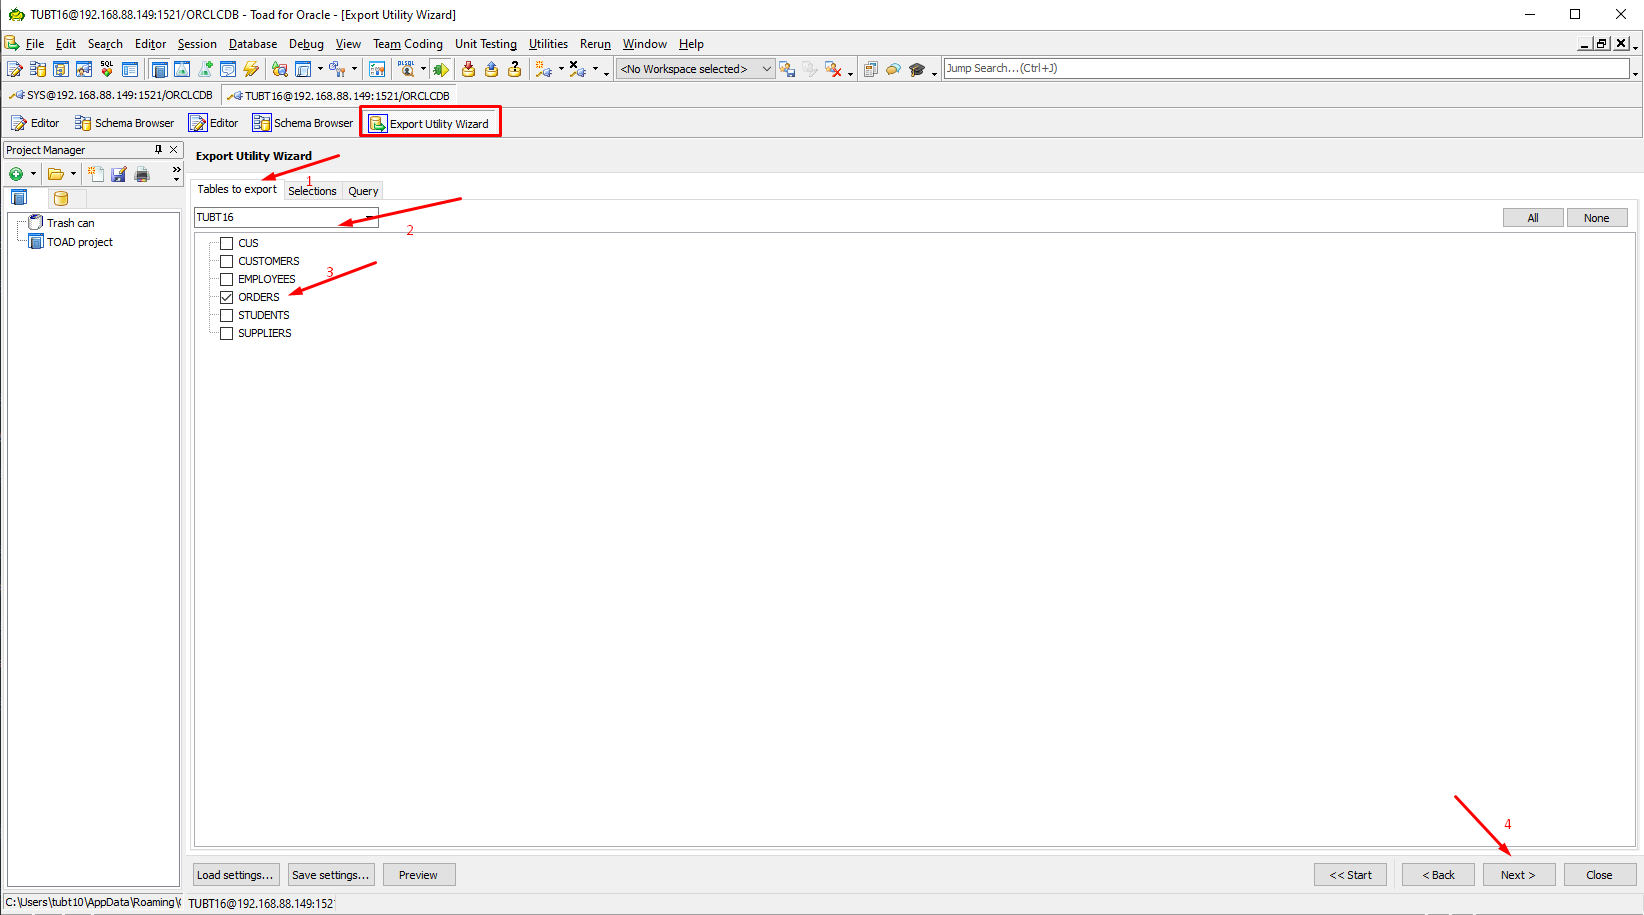 TUBT16@192.168.88.149:1521/ORCLCDB - Toad for Oracle - [Export Utility Wizard]
File Edit Search Editor Session Database Debug View Team Coding Unit Testing Utilities Rerun Window Help
SQL
SQL
<No Workspace selected>
Jump Search...(Ctrl+J)
SYS@192.168.88.149:1521/ORCLCDB
TUBT16@192.168.88.149:1521/ORCLCDB
Editor Schema Browser Editor Schema Browser Export Utility Wizard
Project Manager
Export Utility Wizard
1
Tables to export Selections Query
Trash can
TOAD project
TUBT16
All None
2
CUS
CUSTOMERS
3
EMPLOYEES
ORDERS
STUDENTS
SUPPLIERS
4
Load settings... Save settings... Preview
<< Start < Back Next > Close
C:\Users\tubt10\AppData\Roaming\
TUBT16@192.168.88.149:152